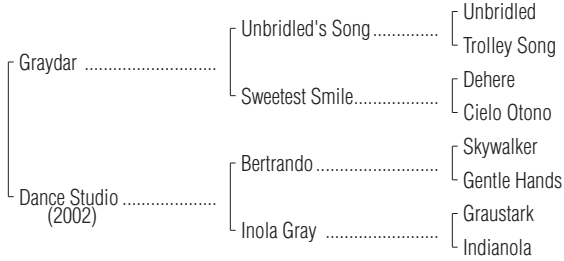 Unbridled
Unbridled's Song..............
Trolley Song
Graydar ............................
Dehere
Sweetest Smile..................
Cielo Otono
Skywalker
Bertrando ..........................
Gentle Hands
Dance Studio ....................
(2002)
Graustark
Inola Gray ........................
Indianola